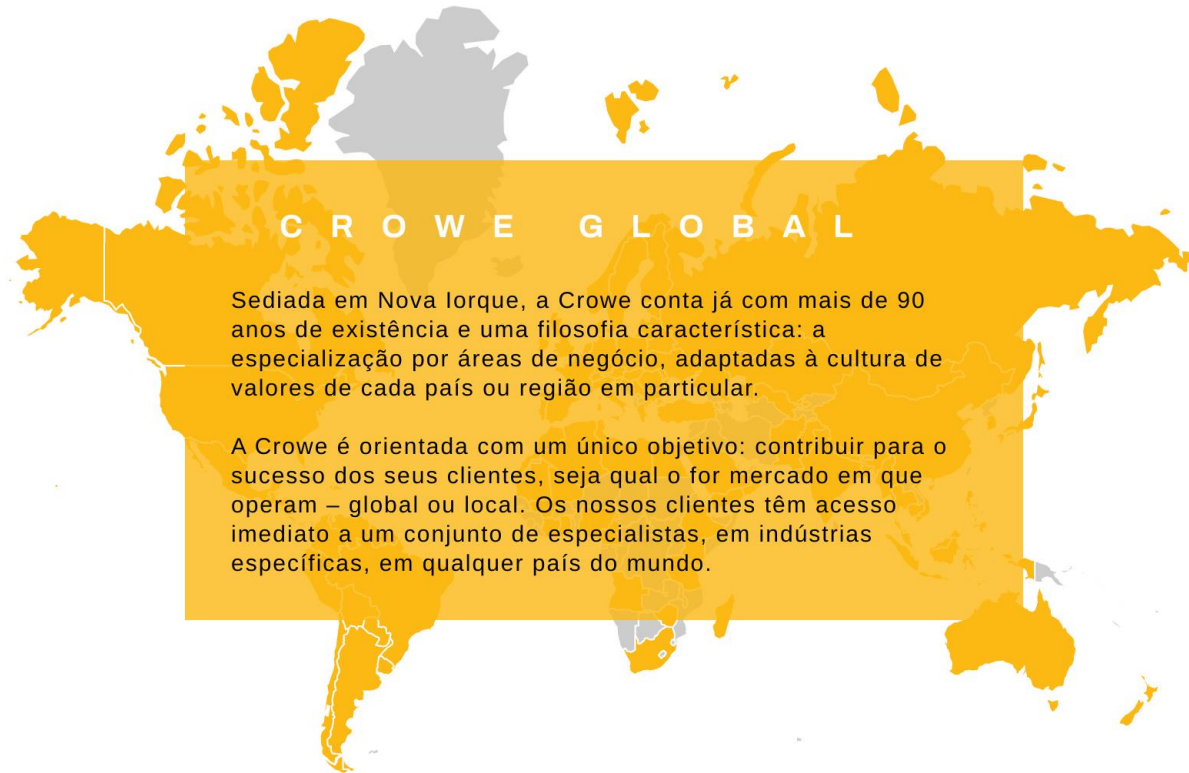 CROWE GLOBAL
Sediada em Nova Iorque, a Crowe conta já com mais de 90
anos de existência e uma filosofia característica: a
especialização por áreas de negócio, adaptadas à cultura de
valores de cada país ou região em particular.
A Crowe é orientada com um único objetivo: contribuir para o
sucesso dos seus clientes, seja qual o for mercado em que
operam – global ou local. Os nossos clientes têm acesso
imediato a um conjunto de especialistas, em indústrias
específicas, em qualquer país do mundo.